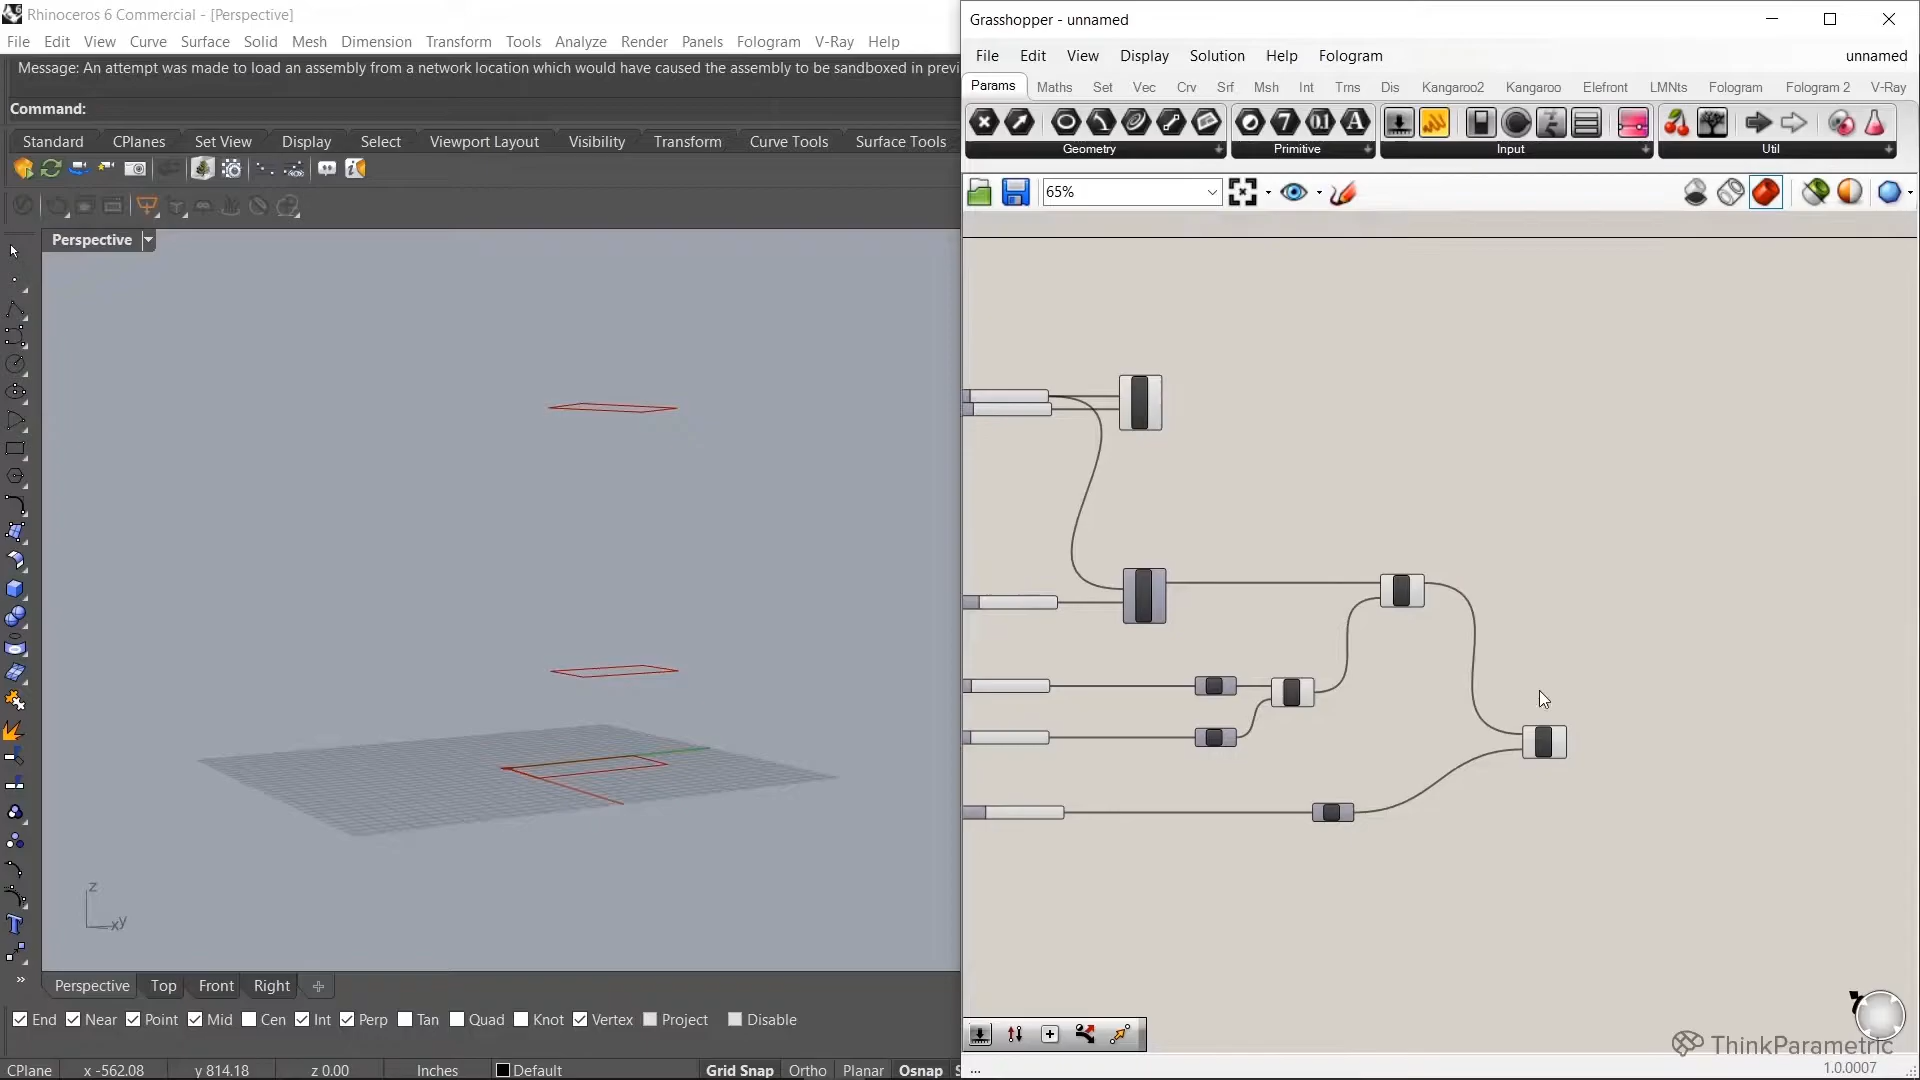 Rhinoceros 6 Commercial - [Perspective]
File Edit View Curve Surface Solid Mesh Dimension Transform Tools Analyze Render Panels Fologram V-Ray Help
Message: An attempt was made to load an assembly from a network location which would have caused the assembly to be sandboxed in previ
Command:
Standard CPlanes Set View Display Select Viewport Layout Visibility Transform Curve Tools Surface Tools
Perspective
z
xy
Perspective Top Front Right
End Near Point Mid Cen Int Perp Tan Quad Knot Vertex Project Disable
CPlane x -562.08 y 814.18 z 0.00 Inches Default Grid Snap Ortho Planar Osnap S
Grasshopper - unnamed
File Edit View Display Solution Help Fologram unnamed
Params Maths Set Vec Crv Srf Msh Int Trns Dis Kangaroo2 Kangaroo Elefront LMNts Fologram Fologram 2 V-Ray
Geometry Primitive Input Util
65%
ThinkParametric
...
1.0.0007